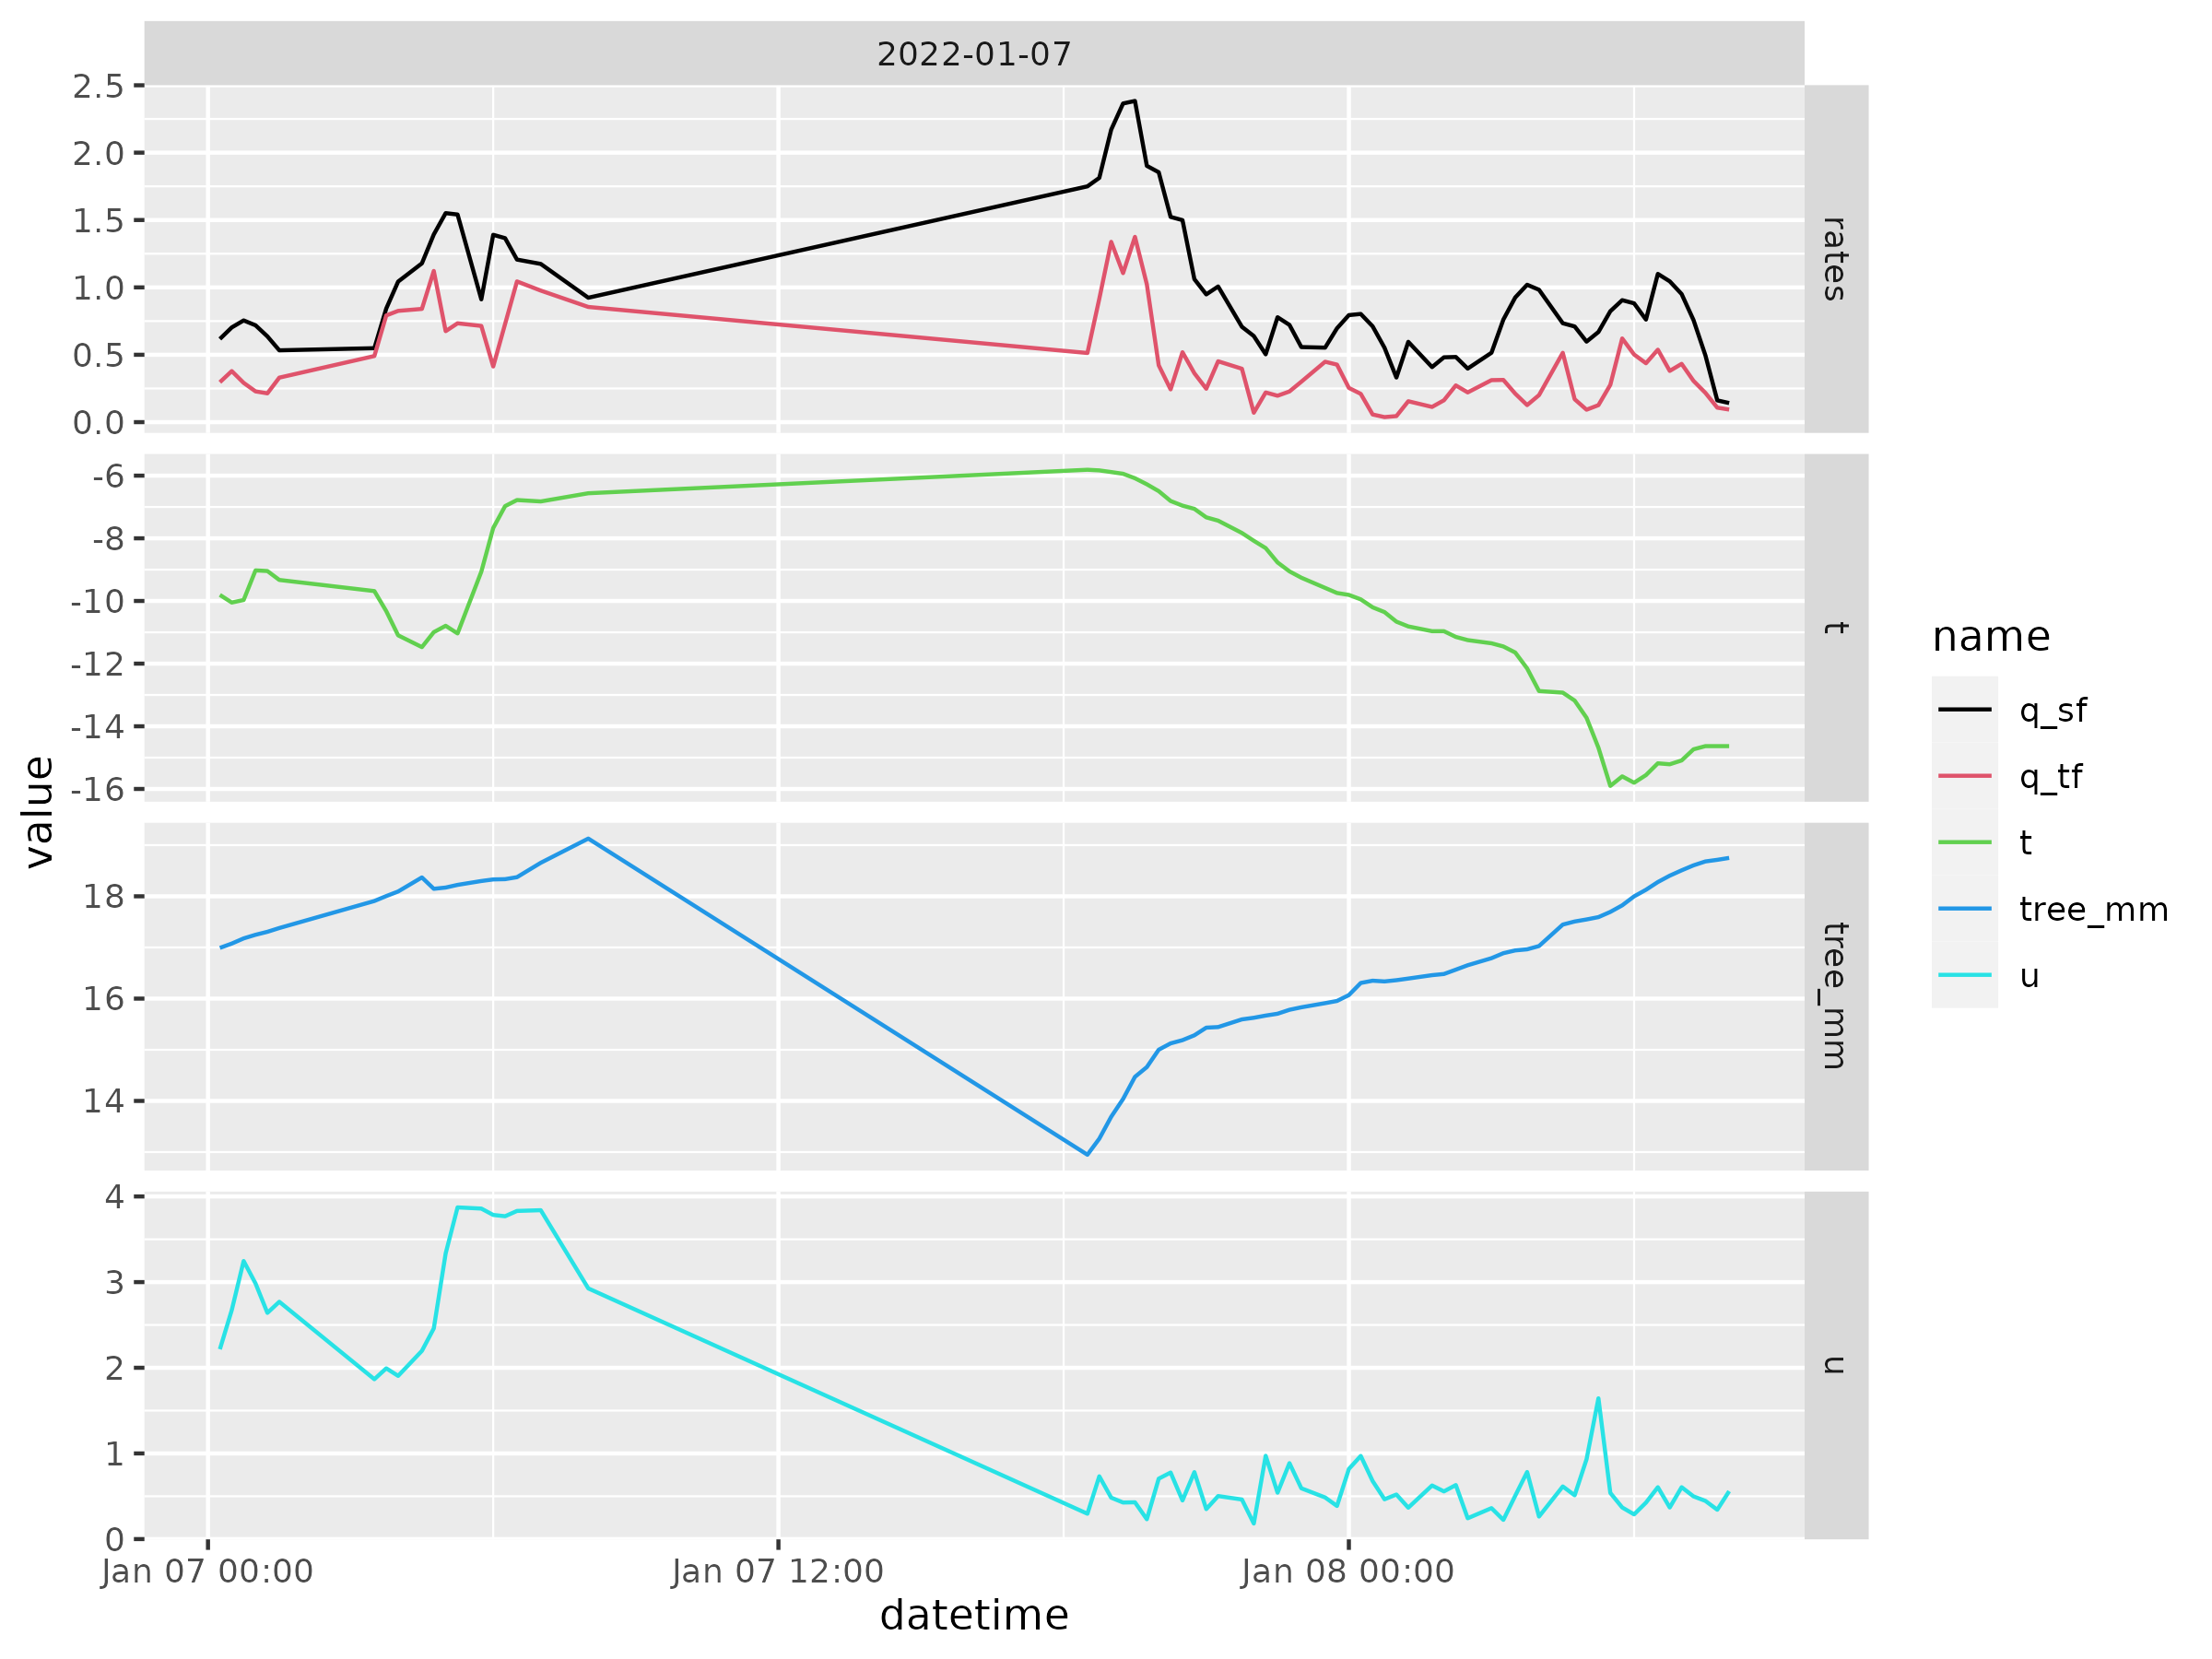 2022-01-07
2.5
2.0
1.5
1.0
0.5
0.0
rates
-6
-8
-10
-12
-14
-16
t
18
16
14
tree_mm
4
3
2
1
0
u
Jan 07 00:00
Jan 07 12:00
Jan 08 00:00
datetime
value
name
q_sf
q_tf
t
tree_mm
u